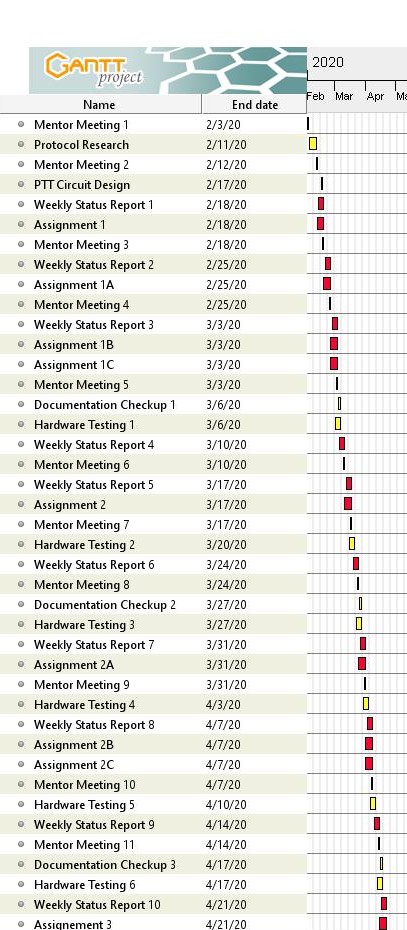 GANTT
project
2020
Feb Mar Apr Ma
Name End date
Mentor Meeting 1 2/3/20
Protocol Research 2/11/20
Mentor Meeting 2 2/12/20
PTT Circuit Design 2/17/20
Weekly Status Report 1 2/18/20
Assignment 1 2/18/20
Mentor Meeting 3 2/18/20
Weekly Status Report 2 2/25/20
Assignment 1A 2/25/20
Mentor Meeting 4 2/25/20
Weekly Status Report 3 3/3/20
Assignment 1B 3/3/20
Assignment 1C 3/3/20
Mentor Meeting 5 3/3/20
Documentation Checkup 1 3/6/20
Hardware Testing 1 3/6/20
Weekly Status Report 4 3/10/20
Mentor Meeting 6 3/10/20
Weekly Status Report 5 3/17/20
Assignment 2 3/17/20
Mentor Meeting 7 3/17/20
Hardware Testing 2 3/20/20
Weekly Status Report 6 3/24/20
Mentor Meeting 8 3/24/20
Documentation Checkup 2 3/27/20
Hardware Testing 3 3/27/20
Weekly Status Report 7 3/31/20
Assignment 2A 3/31/20
Mentor Meeting 9 3/31/20
Hardware Testing 4 4/3/20
Weekly Status Report 8 4/7/20
Assignment 2B 4/7/20
Assignment 2C 4/7/20
Mentor Meeting 10 4/7/20
Hardware Testing 5 4/10/20
Weekly Status Report 9 4/14/20
Mentor Meeting 11 4/14/20
Documentation Checkup 3 4/17/20
Hardware Testing 6 4/17/20
Weekly Status Report 10 4/21/20
Assignement 3 4/21/20